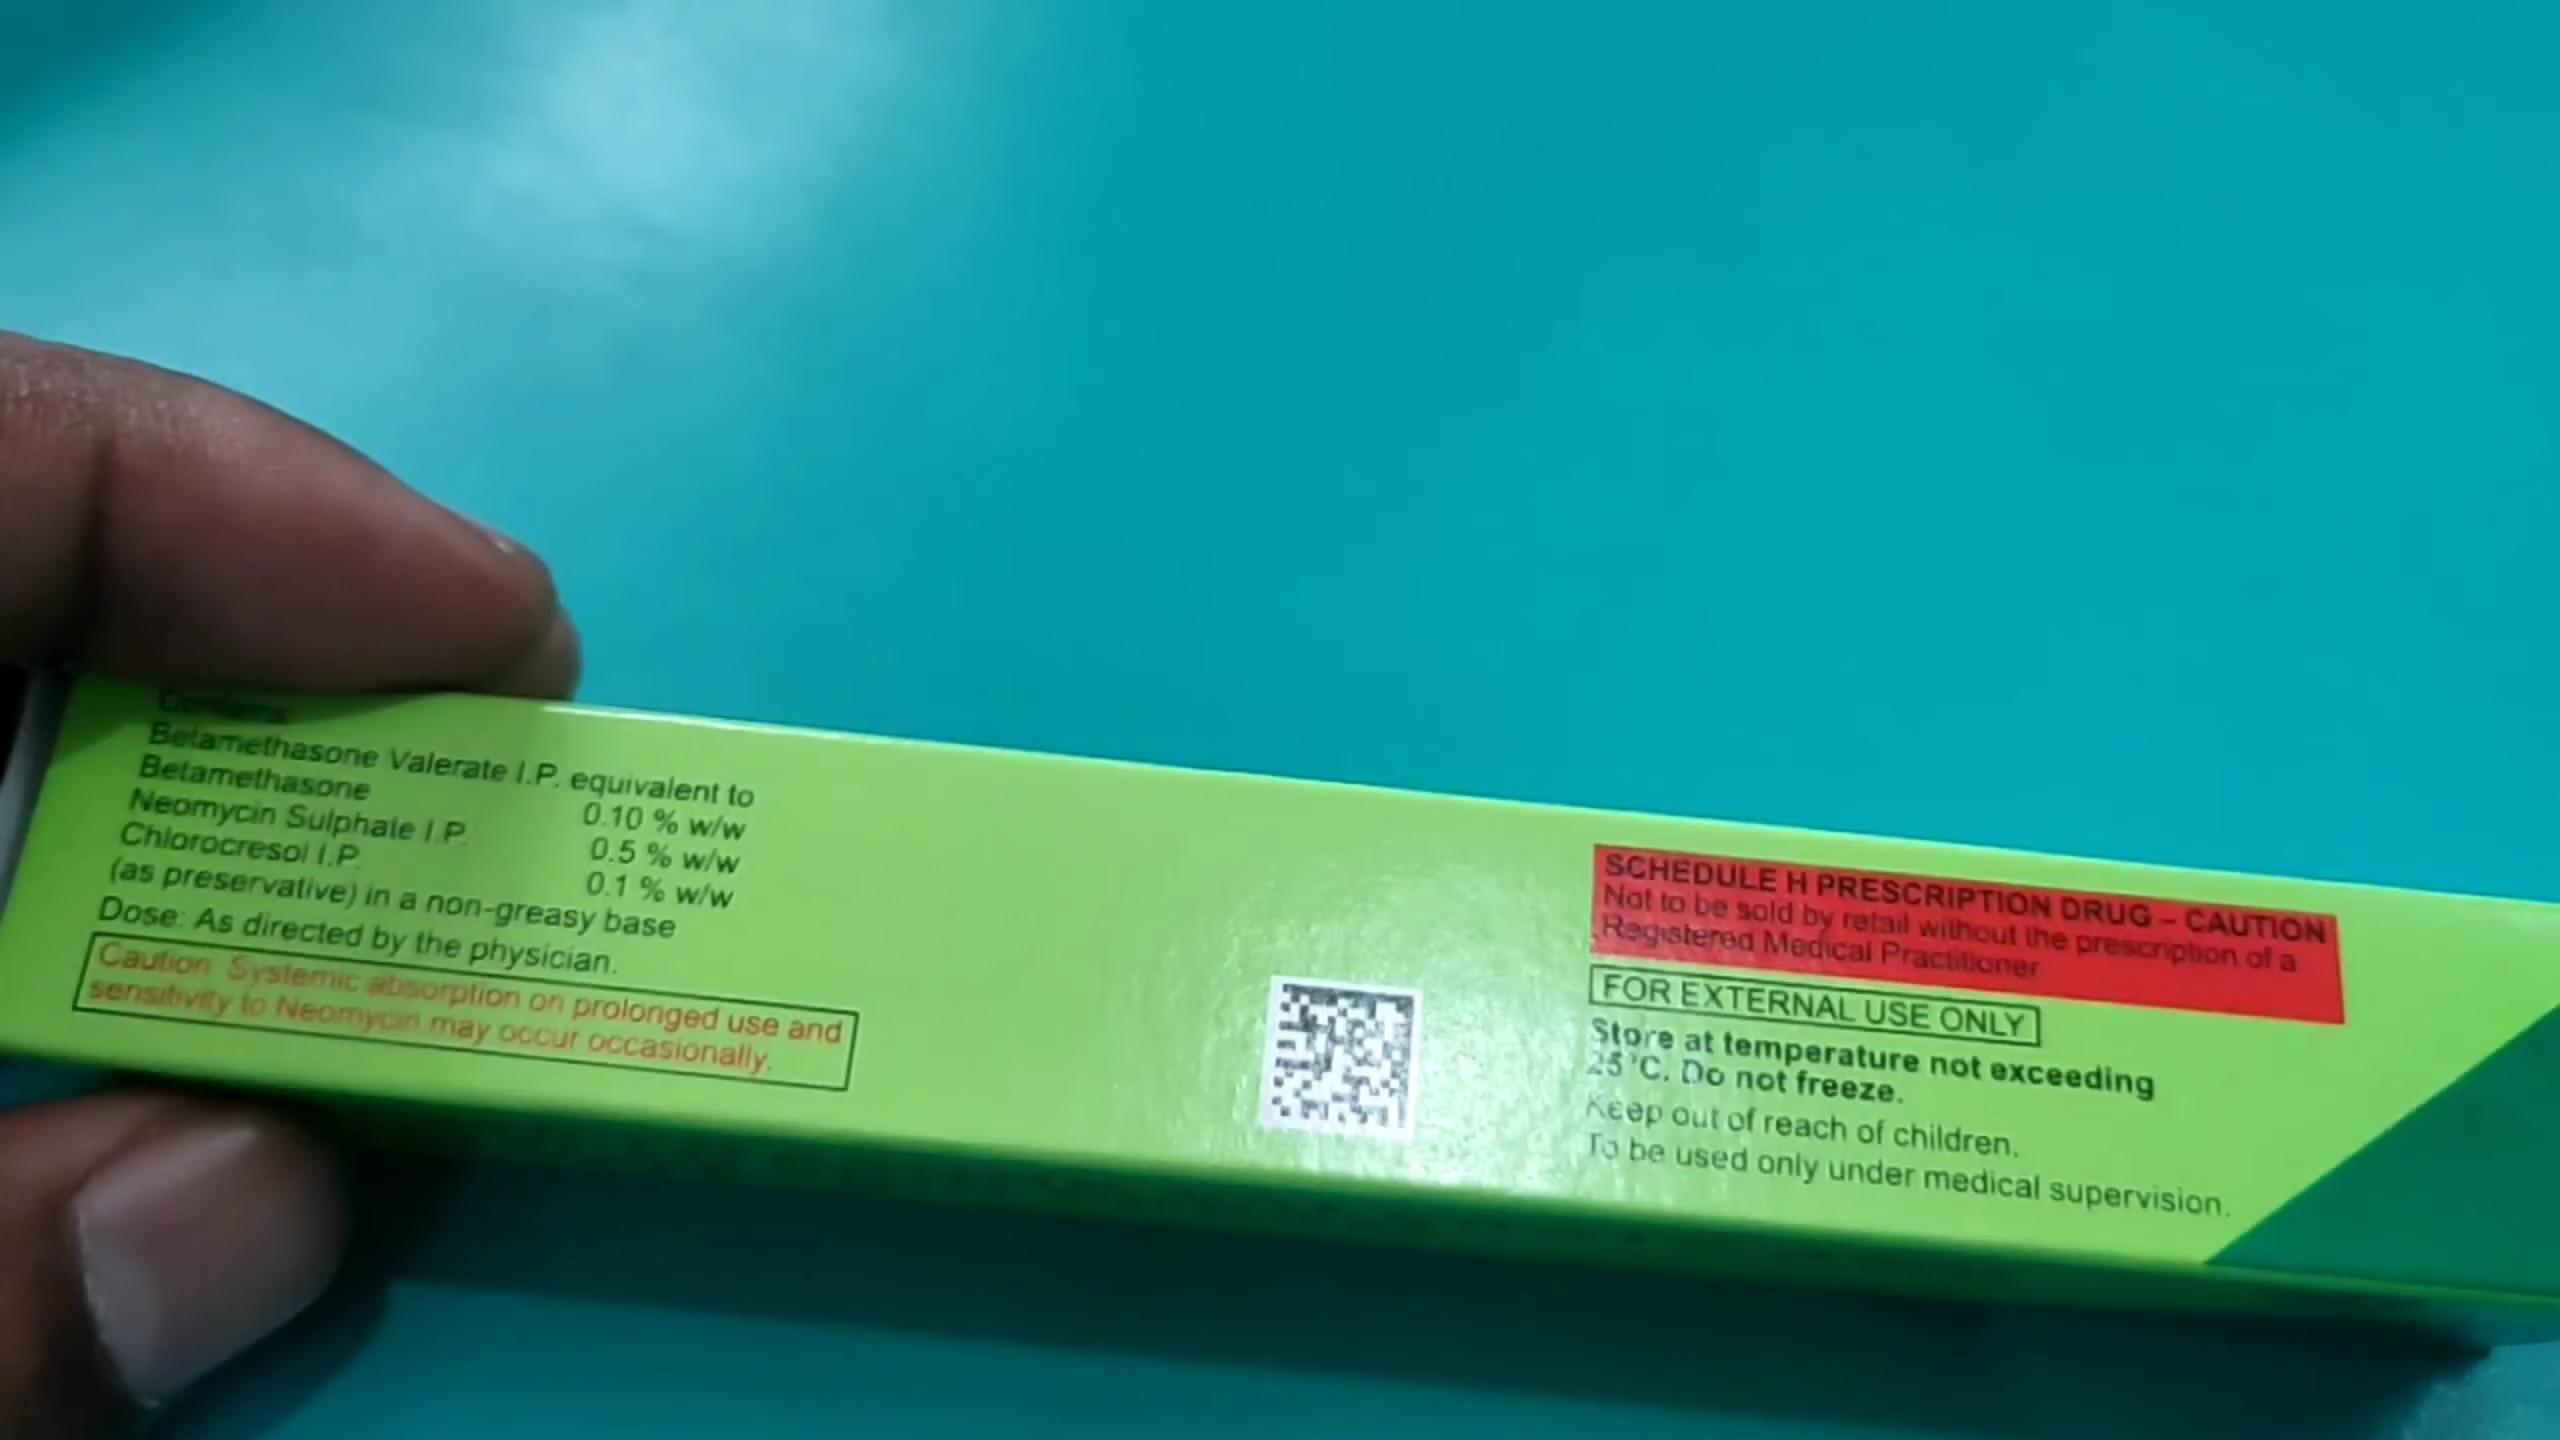 Contains
Betamethasone Valerate I.P. equivalent to
Betamethasone 0.10 % w/w
Neomycin Sulphate I.P. 0.5 % w/w
Chlorocresol I.P. 0.1 % w/w
(as preservative) in a non-greasy base
Dose: As directed by the physician.
Caution: Systemic absorption on prolonged use and
sensitivity to Neomycin may occur occasionally.
SCHEDULE H PRESCRIPTION DRUG – CAUTION
Not to be sold by retail without the prescription of a
Registered Medical Practitioner
FOR EXTERNAL USE ONLY
Store at temperature not exceeding
25°C. Do not freeze.
Keep out of reach of children.
To be used only under medical supervision.